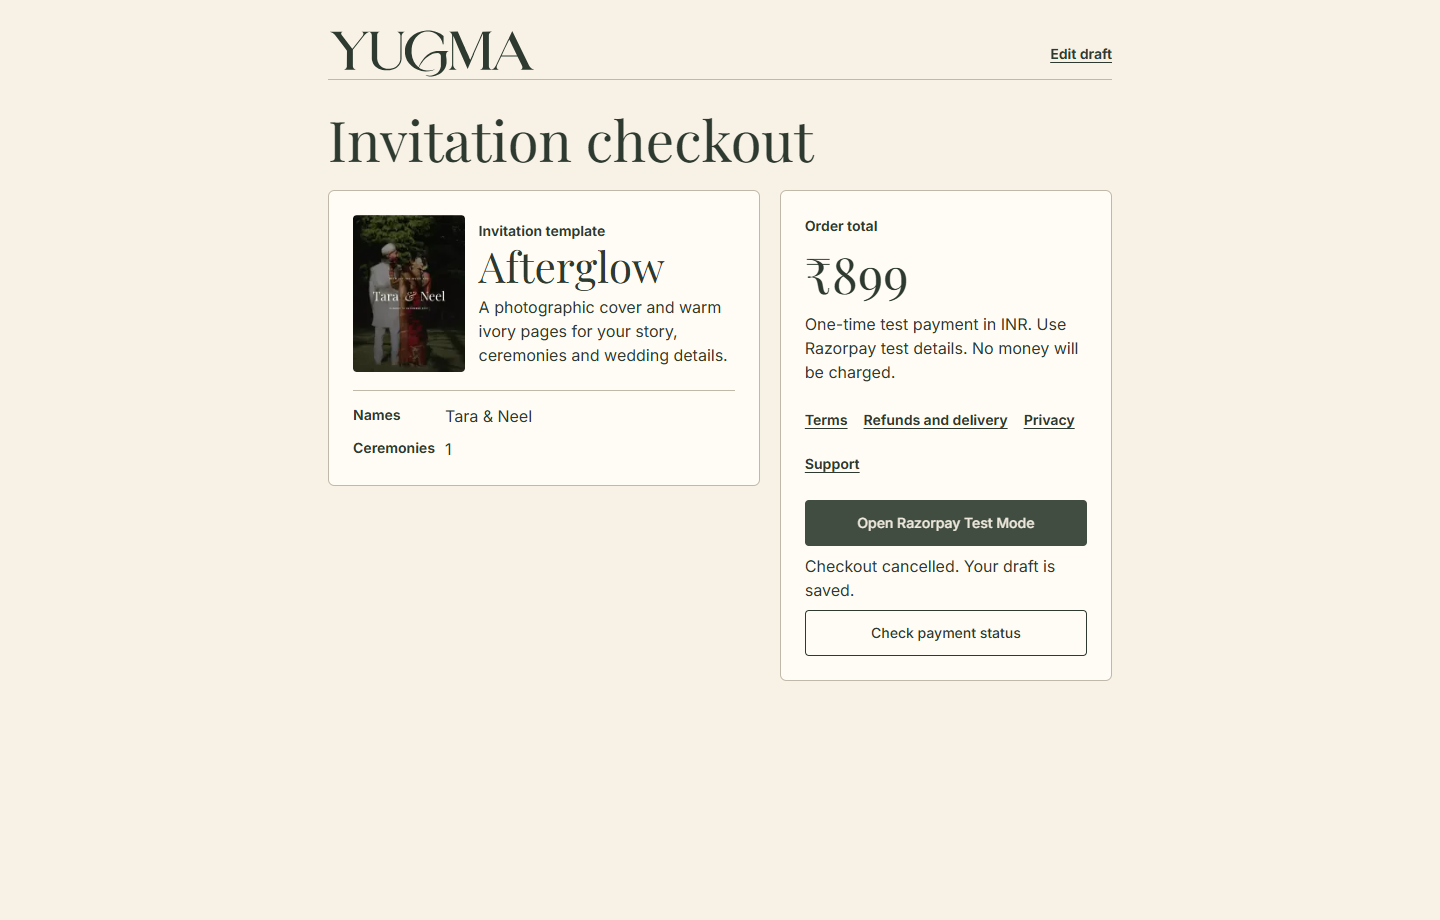 YUGMA
Edit draft
Invitation checkout
Tara & Neel
Invitation template
Afterglow
A photographic cover and warm
ivory pages for your story,
ceremonies and wedding details.
Names Tara & Neel
Ceremonies 1
Order total
₹899
One-time test payment in INR. Use
Razorpay test details. No money will
be charged.
Terms Refunds and delivery Privacy
Support
Open Razorpay Test Mode
Checkout cancelled. Your draft is
saved.
Check payment status